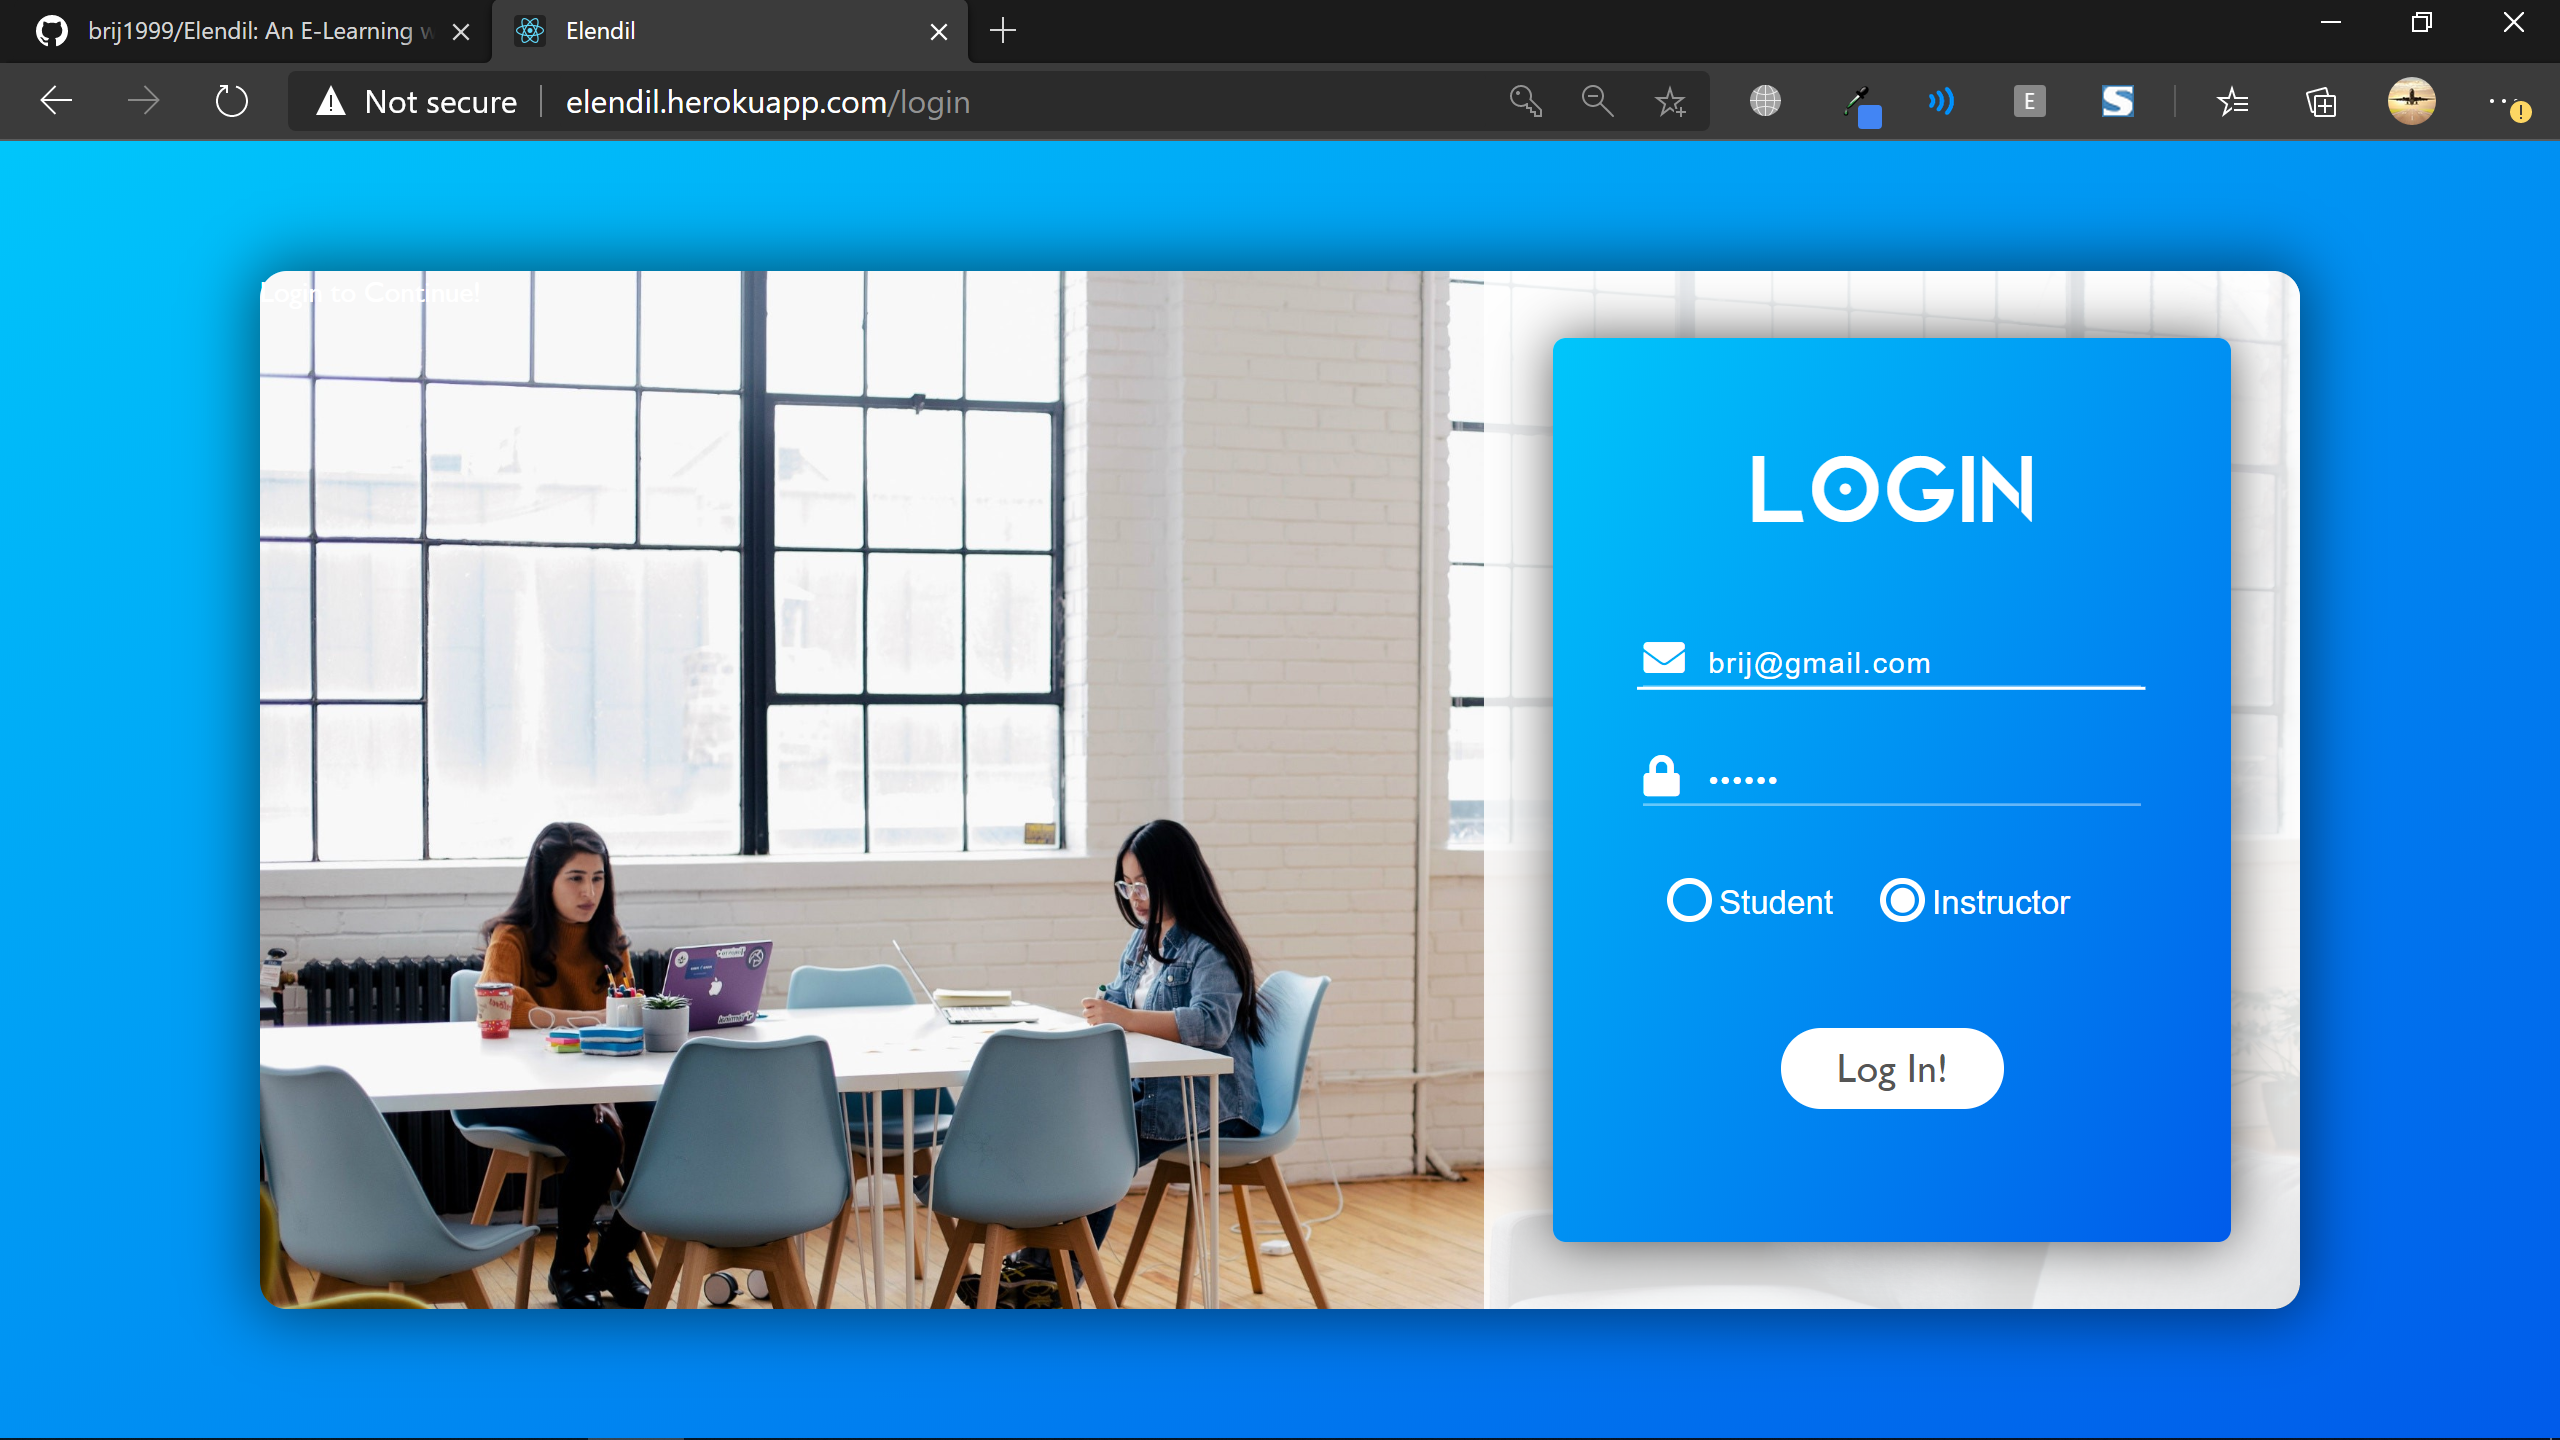 brij1999/Elendil: An E-Learning w
Elendil
Not secure
elendil.herokuapp.com/login
E
Login to Continue!
LOGIN
brij@gmail.com
••••••
Student
Instructor
Log In!